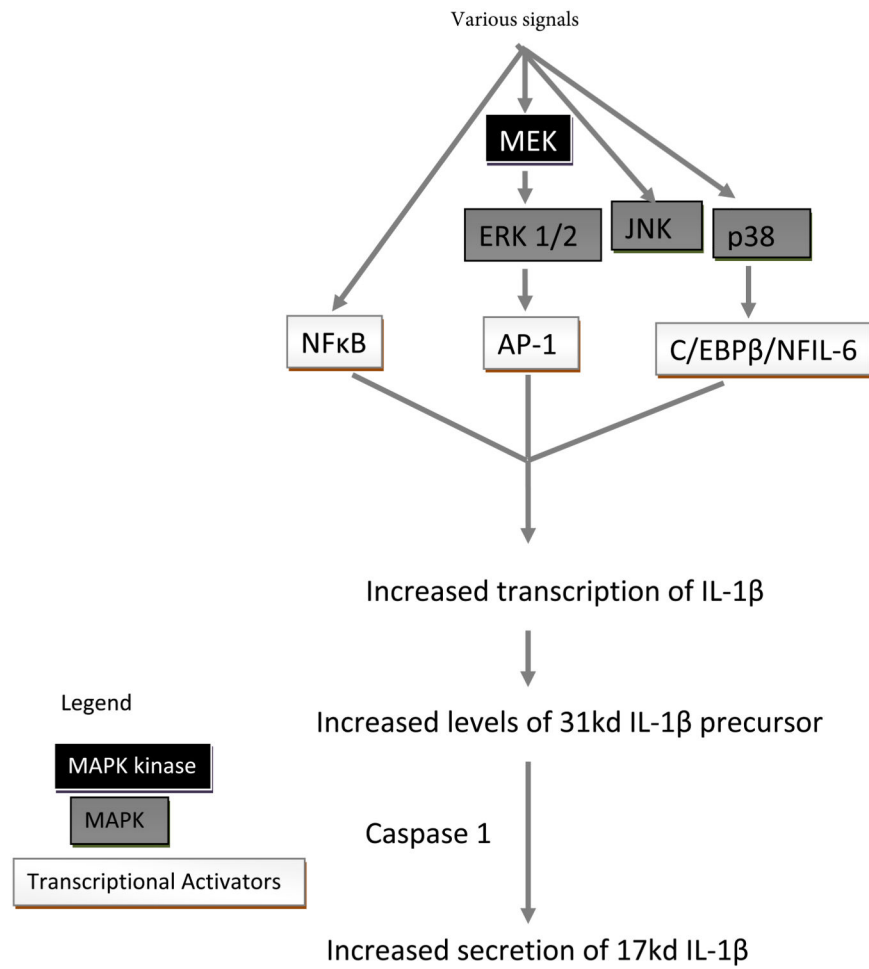 Various signals
MEK
ERK 1/2
JNK
p38
NFκB
AP-1
C/EBPβ/NFIL-6
Increased transcription of IL-1β
Legend
Increased levels of 31kd IL-1β precursor
MAPK kinase
MAPK
Caspase 1
Transcriptional Activators
Increased secretion of 17kd IL-1β